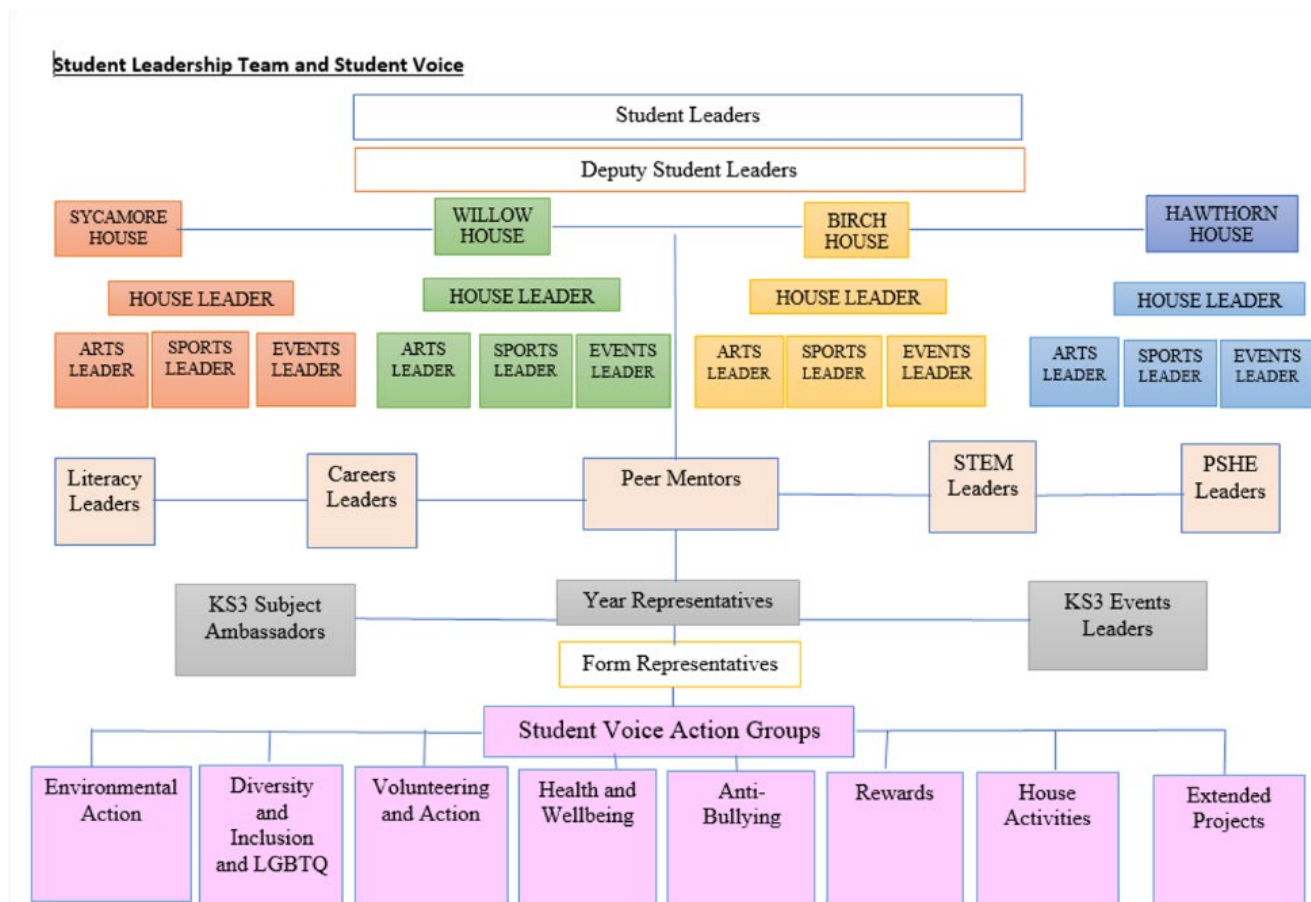 Student Leadership Team and Student Voice
Student Leaders
Deputy Student Leaders
SYCAMORE
HOUSE
WILLOW
HOUSE
BIRCH
HOUSE
HAWTHORN
HOUSE
HOUSE LEADER
HOUSE LEADER
HOUSE LEADER
HOUSE LEADER
ARTS
LEADER
SPORTS
LEADER
EVENTS
LEADER
ARTS
LEADER
SPORTS
LEADER
EVENTS
LEADER
ARTS
LEADER
SPORTS
LEADER
EVENTS
LEADER
ARTS
LEADER
SPORTS
LEADER
EVENTS
LEADER
Literacy
Leaders
Careers
Leaders
Peer Mentors
STEM
Leaders
PSHE
Leaders
KS3 Subject
Ambassadors
Year Representatives
KS3 Events
Leaders
Form Representatives
Student Voice Action Groups
Environmental
Action
Diversity
and
Inclusion
and LGBTQ
Volunteering
and Action
Health and
Wellbeing
Anti-
Bullying
Rewards
House
Activities
Extended
Projects